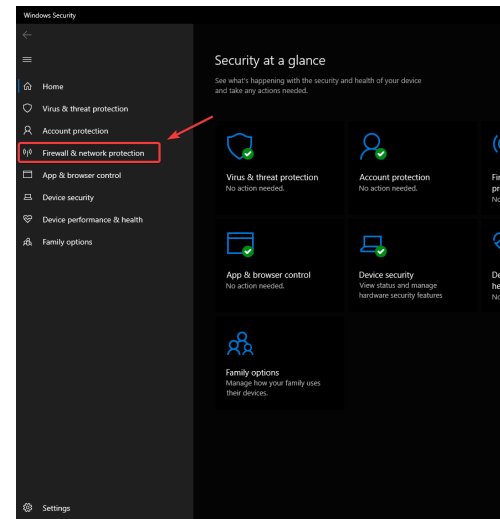 Windows Security
Security at a glance
See what's happening with the security and health of your device
and take any actions needed.
Home
Virus & threat protection
Account protection
Firewall & network protection
App & browser control
Device security
Device performance & health
Family options
Settings
Virus & threat protection
No action needed.
Account protection
No action needed.
App & browser control
No action needed.
Device security
View status and manage
hardware security features
Family options
Manage how your family uses
their devices.